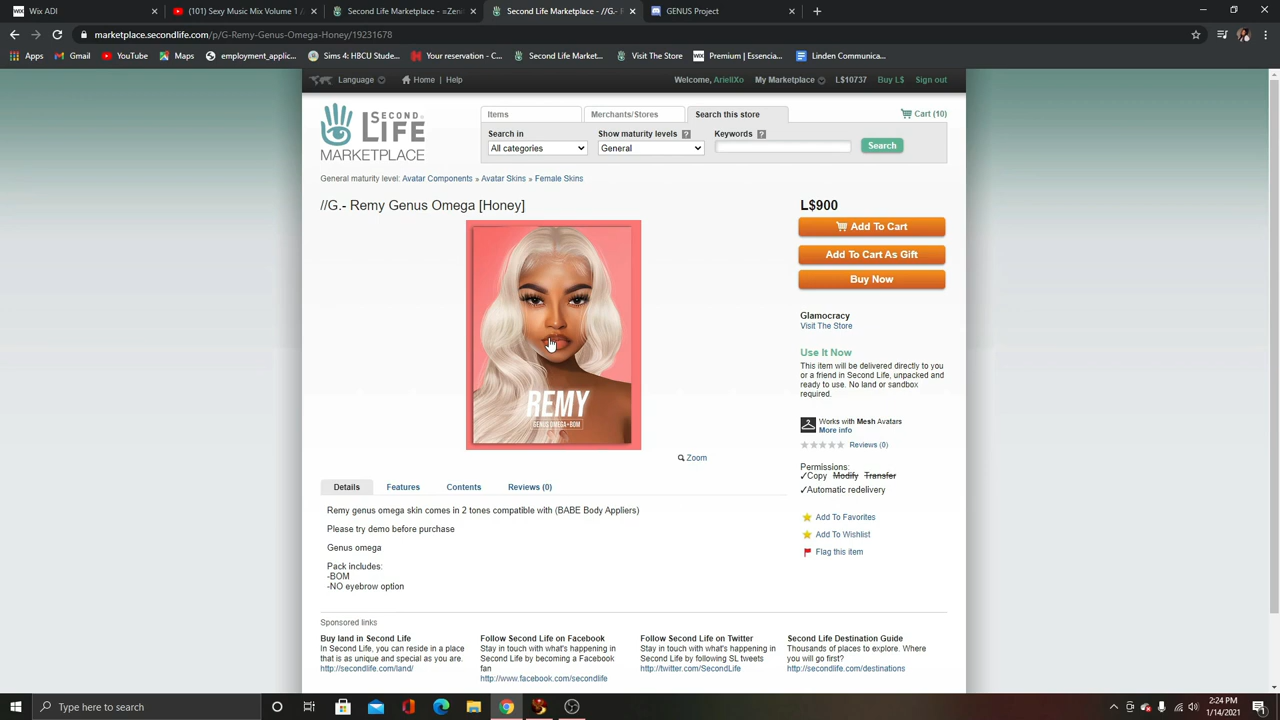 Wix ADI
(101) Sexy Music Mix Volume 1
Second Life Marketplace - =Zeni
Second Life Marketplace - //G.- F
GENUS Project
marketplace.secondlife.com/p/G-Remy-Genus-Omega-Honey/19231678
Apps
Gmail
YouTube
Maps
employment_applic...
Sims 4: HBCU Stude...
Your reservation - C...
Second Life Market...
Visit The Store
Premium | Essencia...
Linden Communica...
Language
Home | Help
Welcome, ArieliXo
My Marketplace
L$10737
Buy L$
Sign out
SECOND
LIFE
MARKETPLACE
Items
Merchants/Stores
Search this store
Cart (10)
Search in
Show maturity levels ?
Keywords ?
All categories
General
Search
General maturity level: Avatar Components » Avatar Skins » Female Skins
//G.- Remy Genus Omega [Honey]
REMY
GENUS OMEGA+BOM
Zoom
L$900
Add To Cart
Add To Cart As Gift
Buy Now
Glamocracy
Visit The Store
Use It Now
This item will be delivered directly to you
or a friend in Second Life, unpacked and
ready to use. No land or sandbox
required.
Works with Mesh Avatars
More info
Reviews (0)
Permissions:
✓Copy Modify Transfer
✓Automatic redelivery
Add To Favorites
Add To Wishlist
Flag this item
Details
Features
Contents
Reviews (0)
Remy genus omega skin comes in 2 tones compatible with (BABE Body Appliers)
Please try demo before purchase
Genus omega
Pack includes:
-BOM
-NO eyebrow option
Sponsored links
Buy land in Second Life
In Second Life, you can reside in a place
that is as unique and special as you are.
http://secondlife.com/land/
Follow Second Life on Facebook
Stay in touch with what's happening in
Second Life by becoming a Facebook
fan
http://www.facebook.com/secondlife
Follow Second Life on Twitter
Stay in touch with what's happening in
Second Life by following SL tweets
http://twitter.com/SecondLife
Second Life Destination Guide
Thousands of places to explore. Where
you will go first?
http://secondlife.com/destinations
Type here to search
2:24 PM
1/14/2021